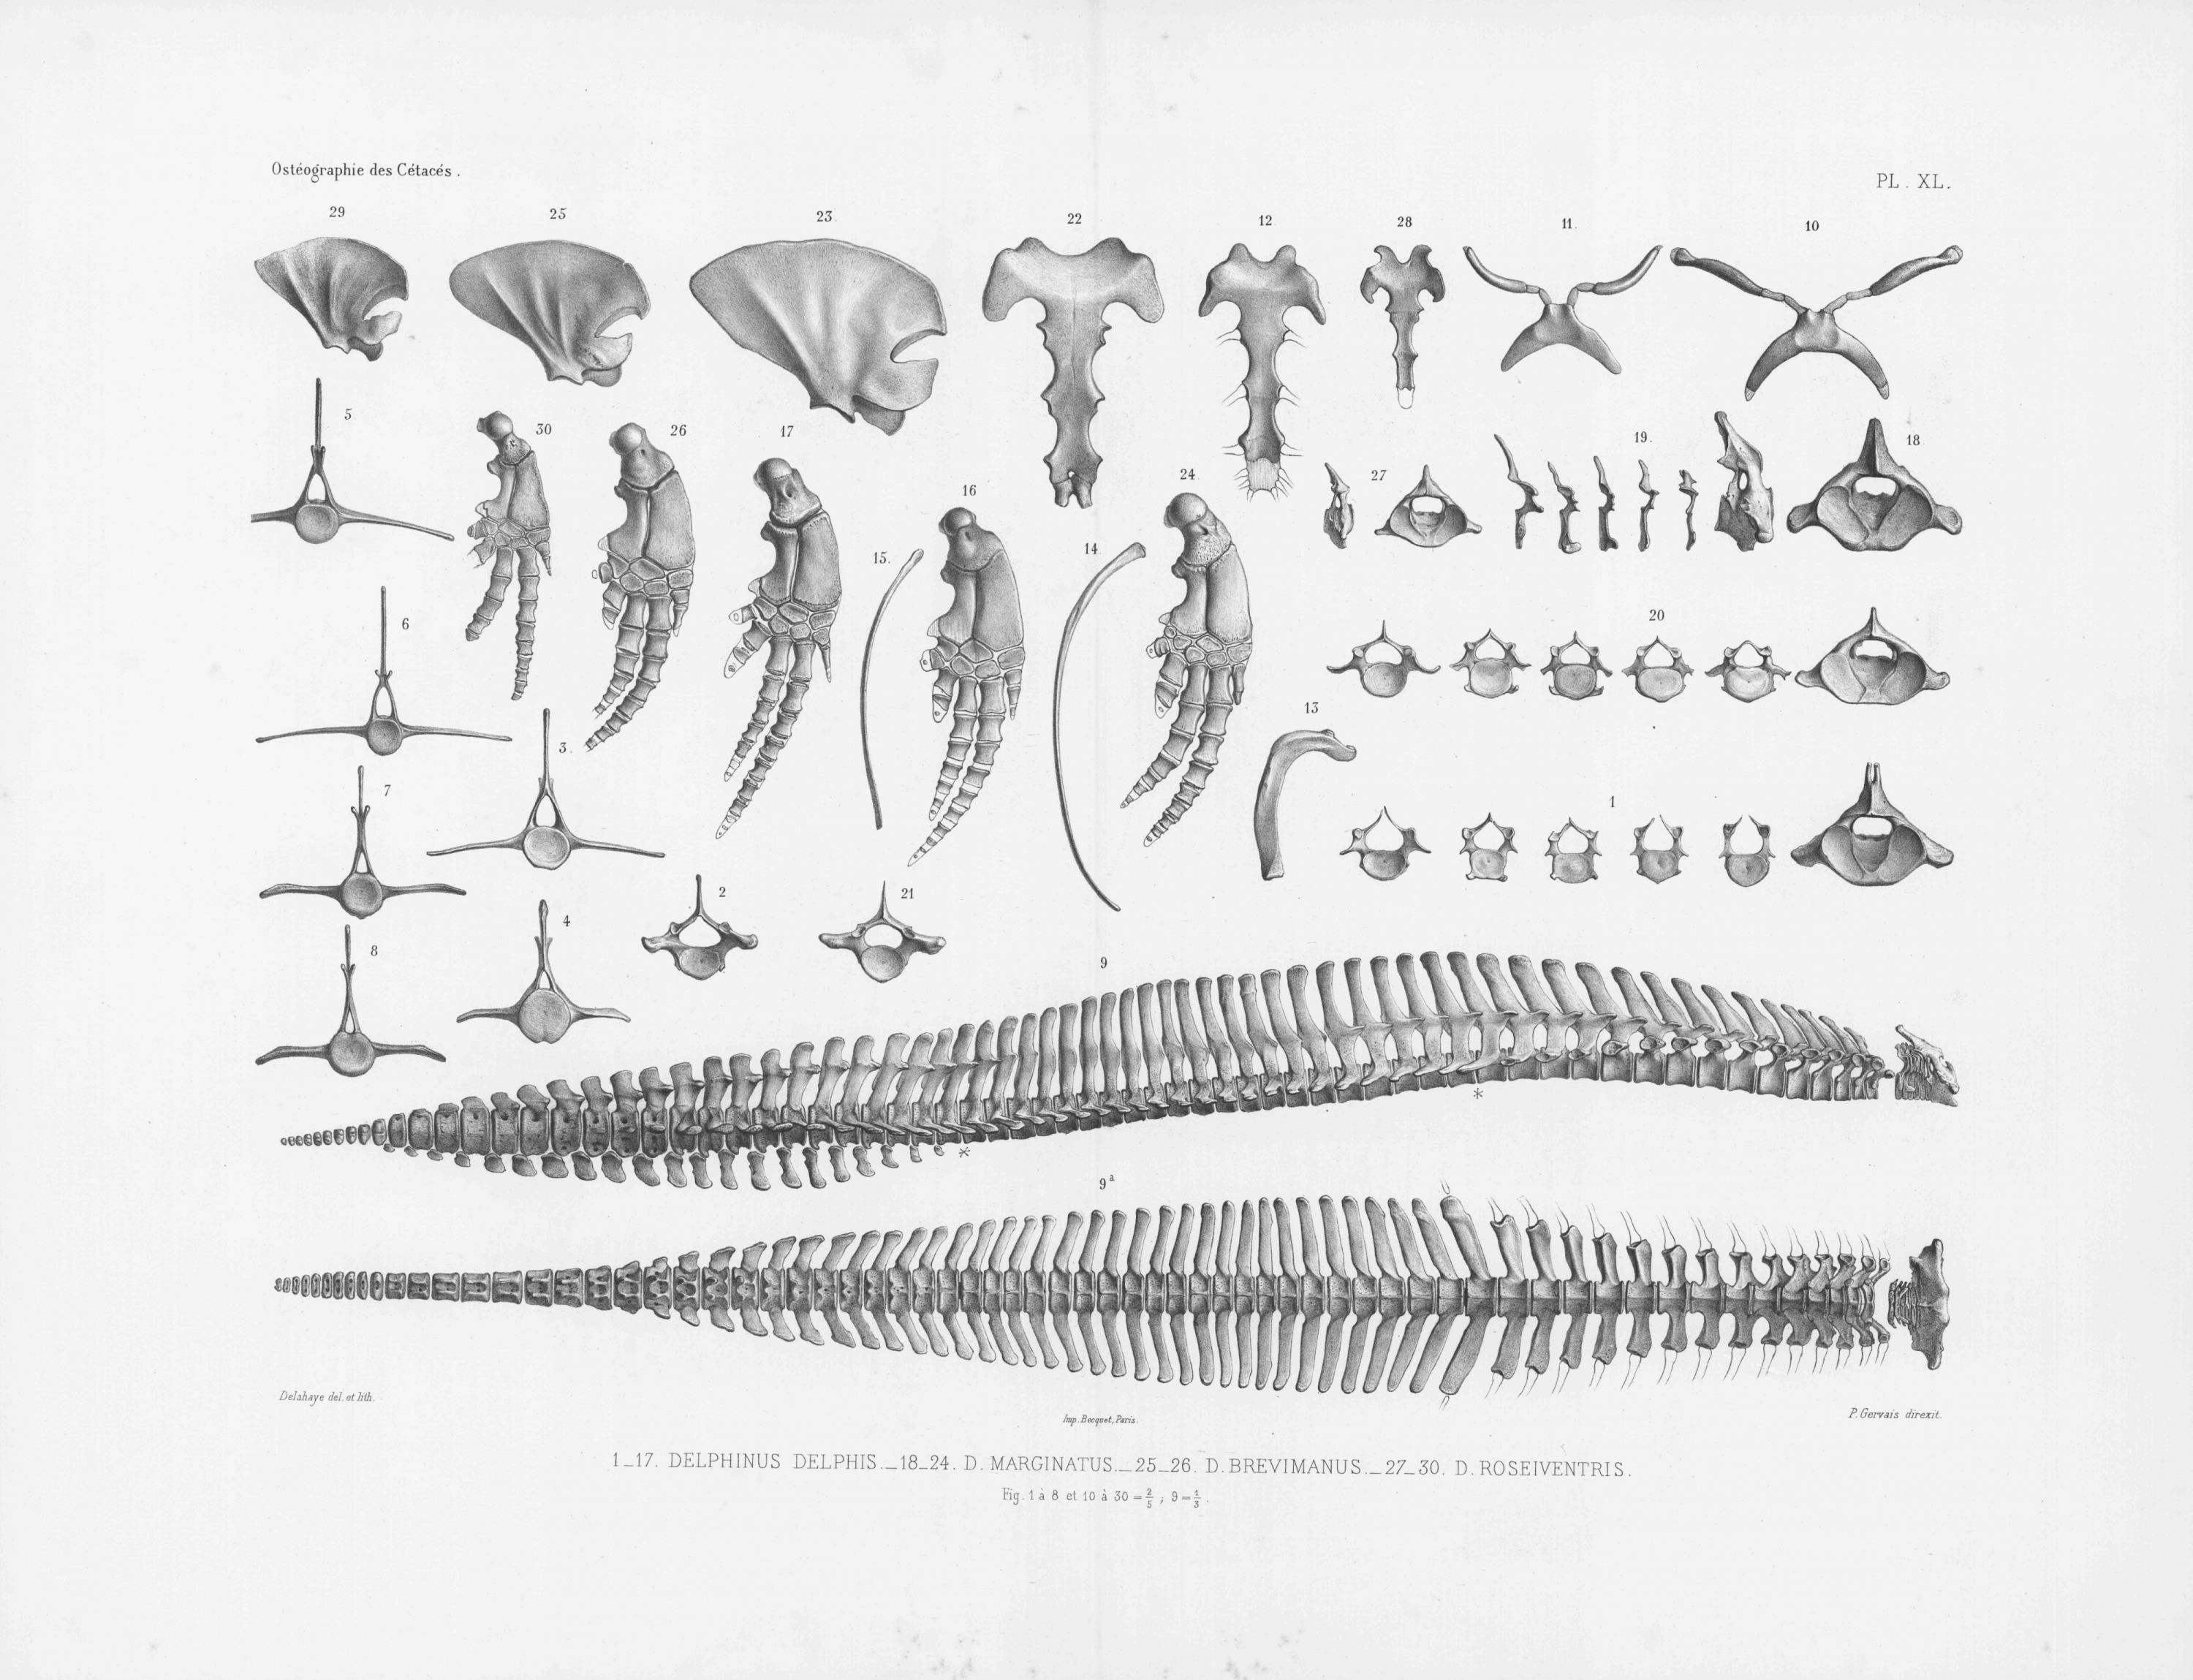 Ostéographie des Cétacés.
PL. XL.
29 25 23. 22 12. 28 11. 10
5 30 26 17 19. 18
16 24 27
15. 14
6 20
13
3.
7 1
2 21
4
8 9
*
*
9a
Delahaye del. et lith.
Imp. Becquet, Paris.
P. Gervais direxit.
1_17. DELPHINUS DELPHIS._18_24. D. MARGINATUS._25_26. D. BREVIMANUS._27_30. D. ROSEIVENTRIS.
Fig. 1 à 8 et 10 à 30 = 2/5 ; 9 = 1/3.